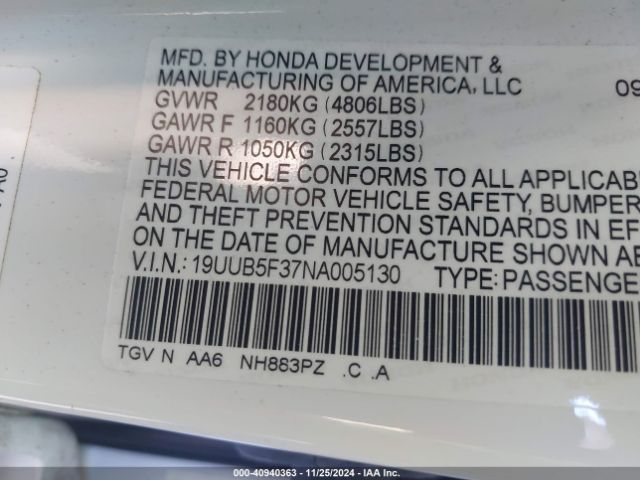 MFD. BY HONDA DEVELOPMENT &
MANUFACTURING OF AMERICA, LLC 09
GVWR 2180KG (4806LBS)
GAWR F 1160KG (2557LBS)
GAWR R 1050KG (2315LBS)
THIS VEHICLE CONFORMS TO ALL APPLICABL
FEDERAL MOTOR VEHICLE SAFETY, BUMPER
AND THEFT PREVENTION STANDARDS IN EF
ON THE DATE OF MANUFACTURE SHOWN AB
V.I.N.: 19UUB5F37NA005130 TYPE: PASSENGE
TGV N AA6 NH883PZ .C .A
000-40940363 - 11/25/2024 - IAA Inc.